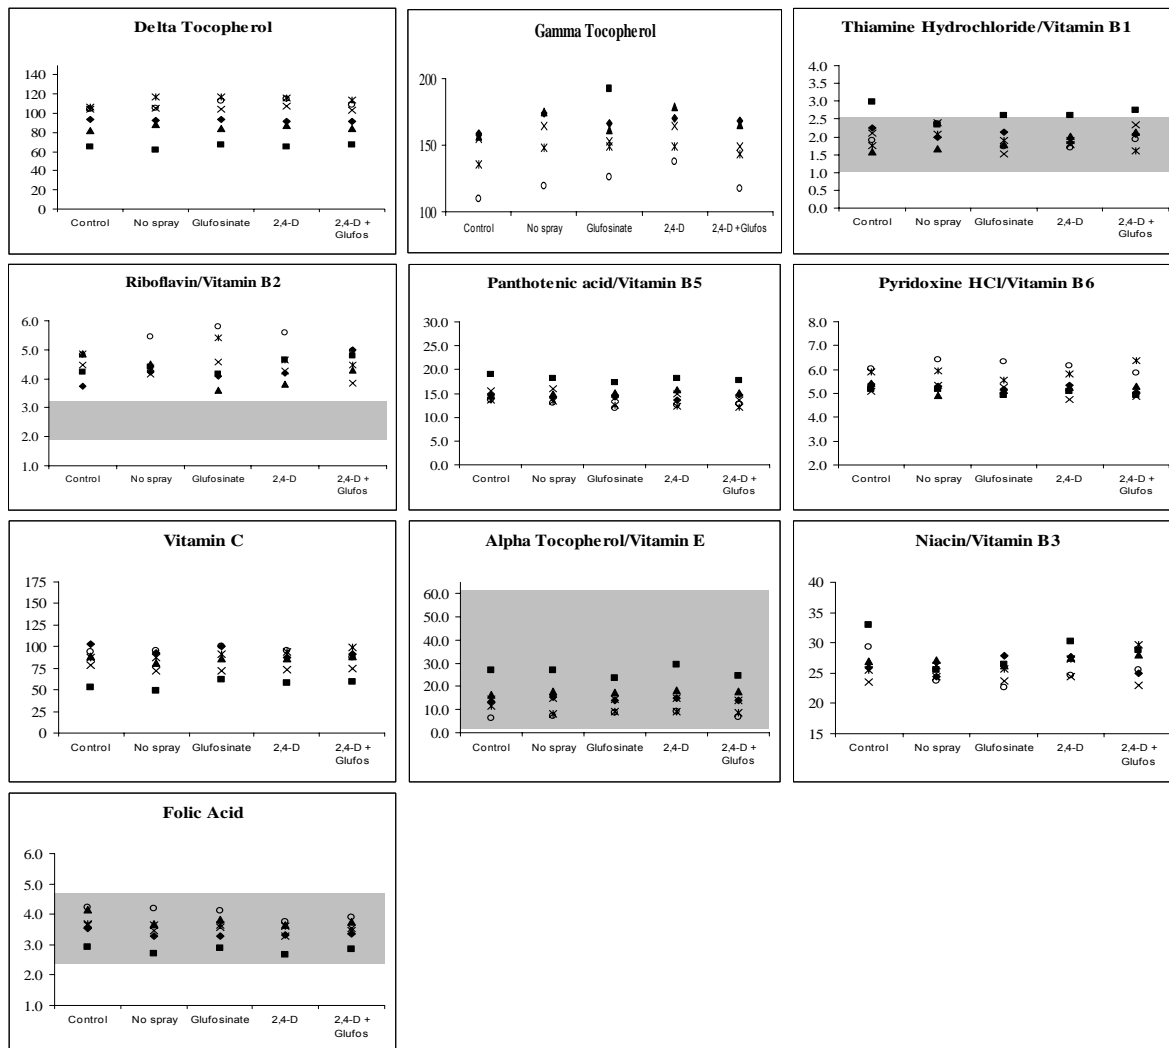 Delta Tocopherol
140
120
100
80
60
40
20
0
Control
No spray
Glufosinate
2,4-D
2,4-D +
Glufos
Gamma Tocopherol
200
150
100
Control
No spray
Glufosinate
2,4-D
2,4-D +Glufos
Thiamine Hydrochloride/Vitamin B1
4.0
3.5
3.0
2.5
2.0
1.5
1.0
0.5
0.0
Control
No spray
Glufosinate
2,4-D
2,4-D +
Glufos
Riboflavin/Vitamin B2
6.0
5.0
4.0
3.0
2.0
1.0
Control
No spray
Glufosinate
2,4-D
2,4-D +
Glufos
Panthotenic acid/Vitamin B5
30.0
25.0
20.0
15.0
10.0
5.0
0.0
Control
No spray
Glufosinate
2,4-D
2,4-D +
Glufos
Pyridoxine HCl/Vitamin B6
8.0
7.0
6.0
5.0
4.0
3.0
2.0
Control
No spray
Glufosinate
2,4-D
2,4-D +
Glufos
Vitamin C
175
150
125
100
75
50
25
0
Control
No spray
Glufosinate
2,4-D
2,4-D +
Glufos
Alpha Tocopherol/Vitamin E
60.0
50.0
40.0
30.0
20.0
10.0
0.0
Control
No spray
Glufosinate
2,4-D
2,4-D +
Glufos
Niacin/Vitamin B3
40
35
30
25
20
15
Control
No spray
Glufosinate
2,4-D
2,4-D +
Glufos
Folic Acid
6.0
5.0
4.0
3.0
2.0
1.0
Control
No spray
Glufosinate
2,4-D
2,4-D +
Glufos